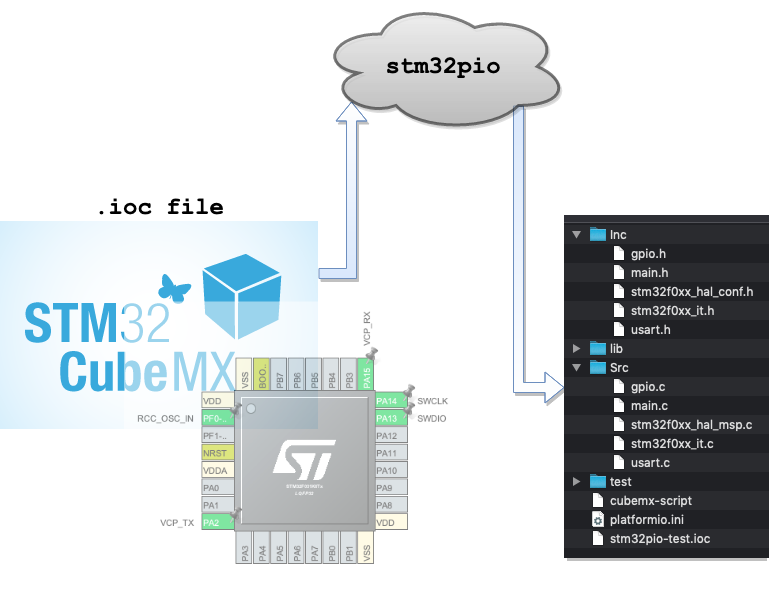 stm32pio
.ioc file
STM32
CubeMX
VCP_RX
VSS
BOO..
PB7
PB6
PB5
PB4
PB3
PA15
VDD
PF0-..
PF1-..
NRST
VDDA
PA0
PA1
PA2
RCC_OSC_IN
VCP_TX
PA14
PA13
PA12
PA11
PA10
PA9
PA8
VDD
SWCLK
SWDIO
ST
LQFP32
PA3
PA4
PA5
PA6
PA7
PB0
PB1
VSS
Inc
gpio.h
main.h
stm32f0xx_hal_conf.h
stm32f0xx_it.h
usart.h
lib
Src
gpio.c
main.c
stm32f0xx_hal_msp.c
stm32f0xx_it.c
usart.c
test
cubemx-script
platformio.ini
stm32pio-test.ioc